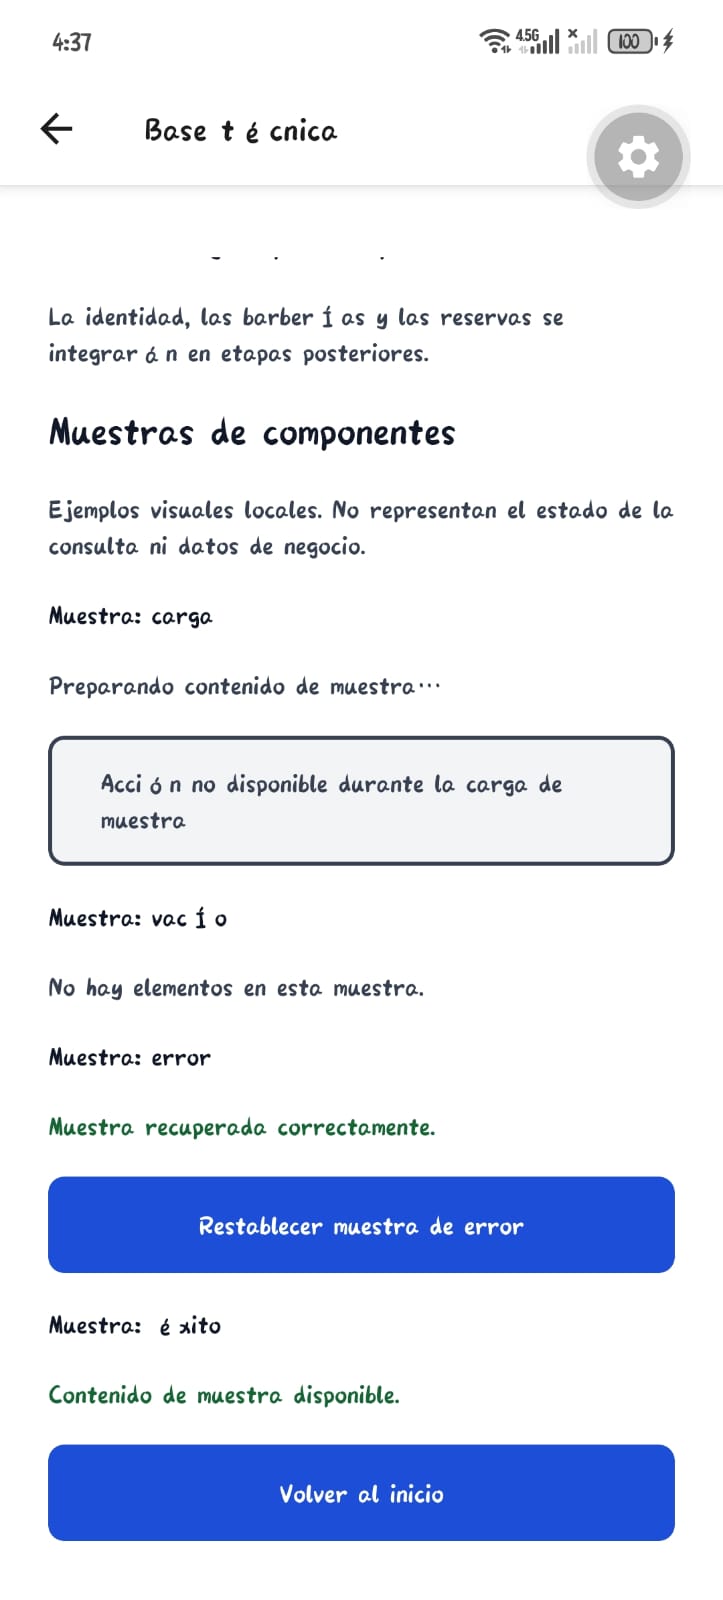 4:37
4.5G
100
Base t é cnica
La identidad, las barber í as y las reservas se
integrar á n en etapas posteriores.
Muestras de componentes
Ejemplos visuales locales. No representan el estado de la
consulta ni datos de negocio.
Muestra: carga
Preparando contenido de muestra···
Acci ó n no disponible durante la carga de
muestra
Muestra: vac í o
No hay elementos en esta muestra.
Muestra: error
Muestra recuperada correctamente.
Restablecer muestra de error
Muestra: é xito
Contenido de muestra disponible.
Volver al inicio